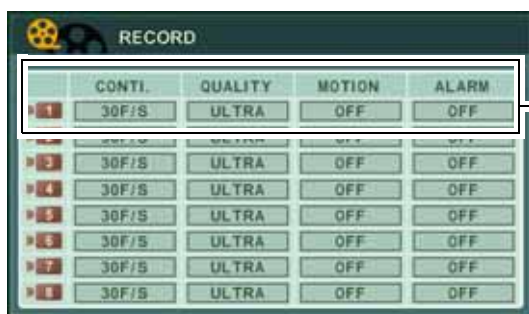 RECORD
CONTI. QUALITY MOTION ALARM
1 30F/S ULTRA OFF OFF
3 30F/S ULTRA OFF OFF
4 30F/S ULTRA OFF OFF
5 30F/S ULTRA OFF OFF
6 30F/S ULTRA OFF OFF
7 30F/S ULTRA OFF OFF
8 30F/S ULTRA OFF OFF